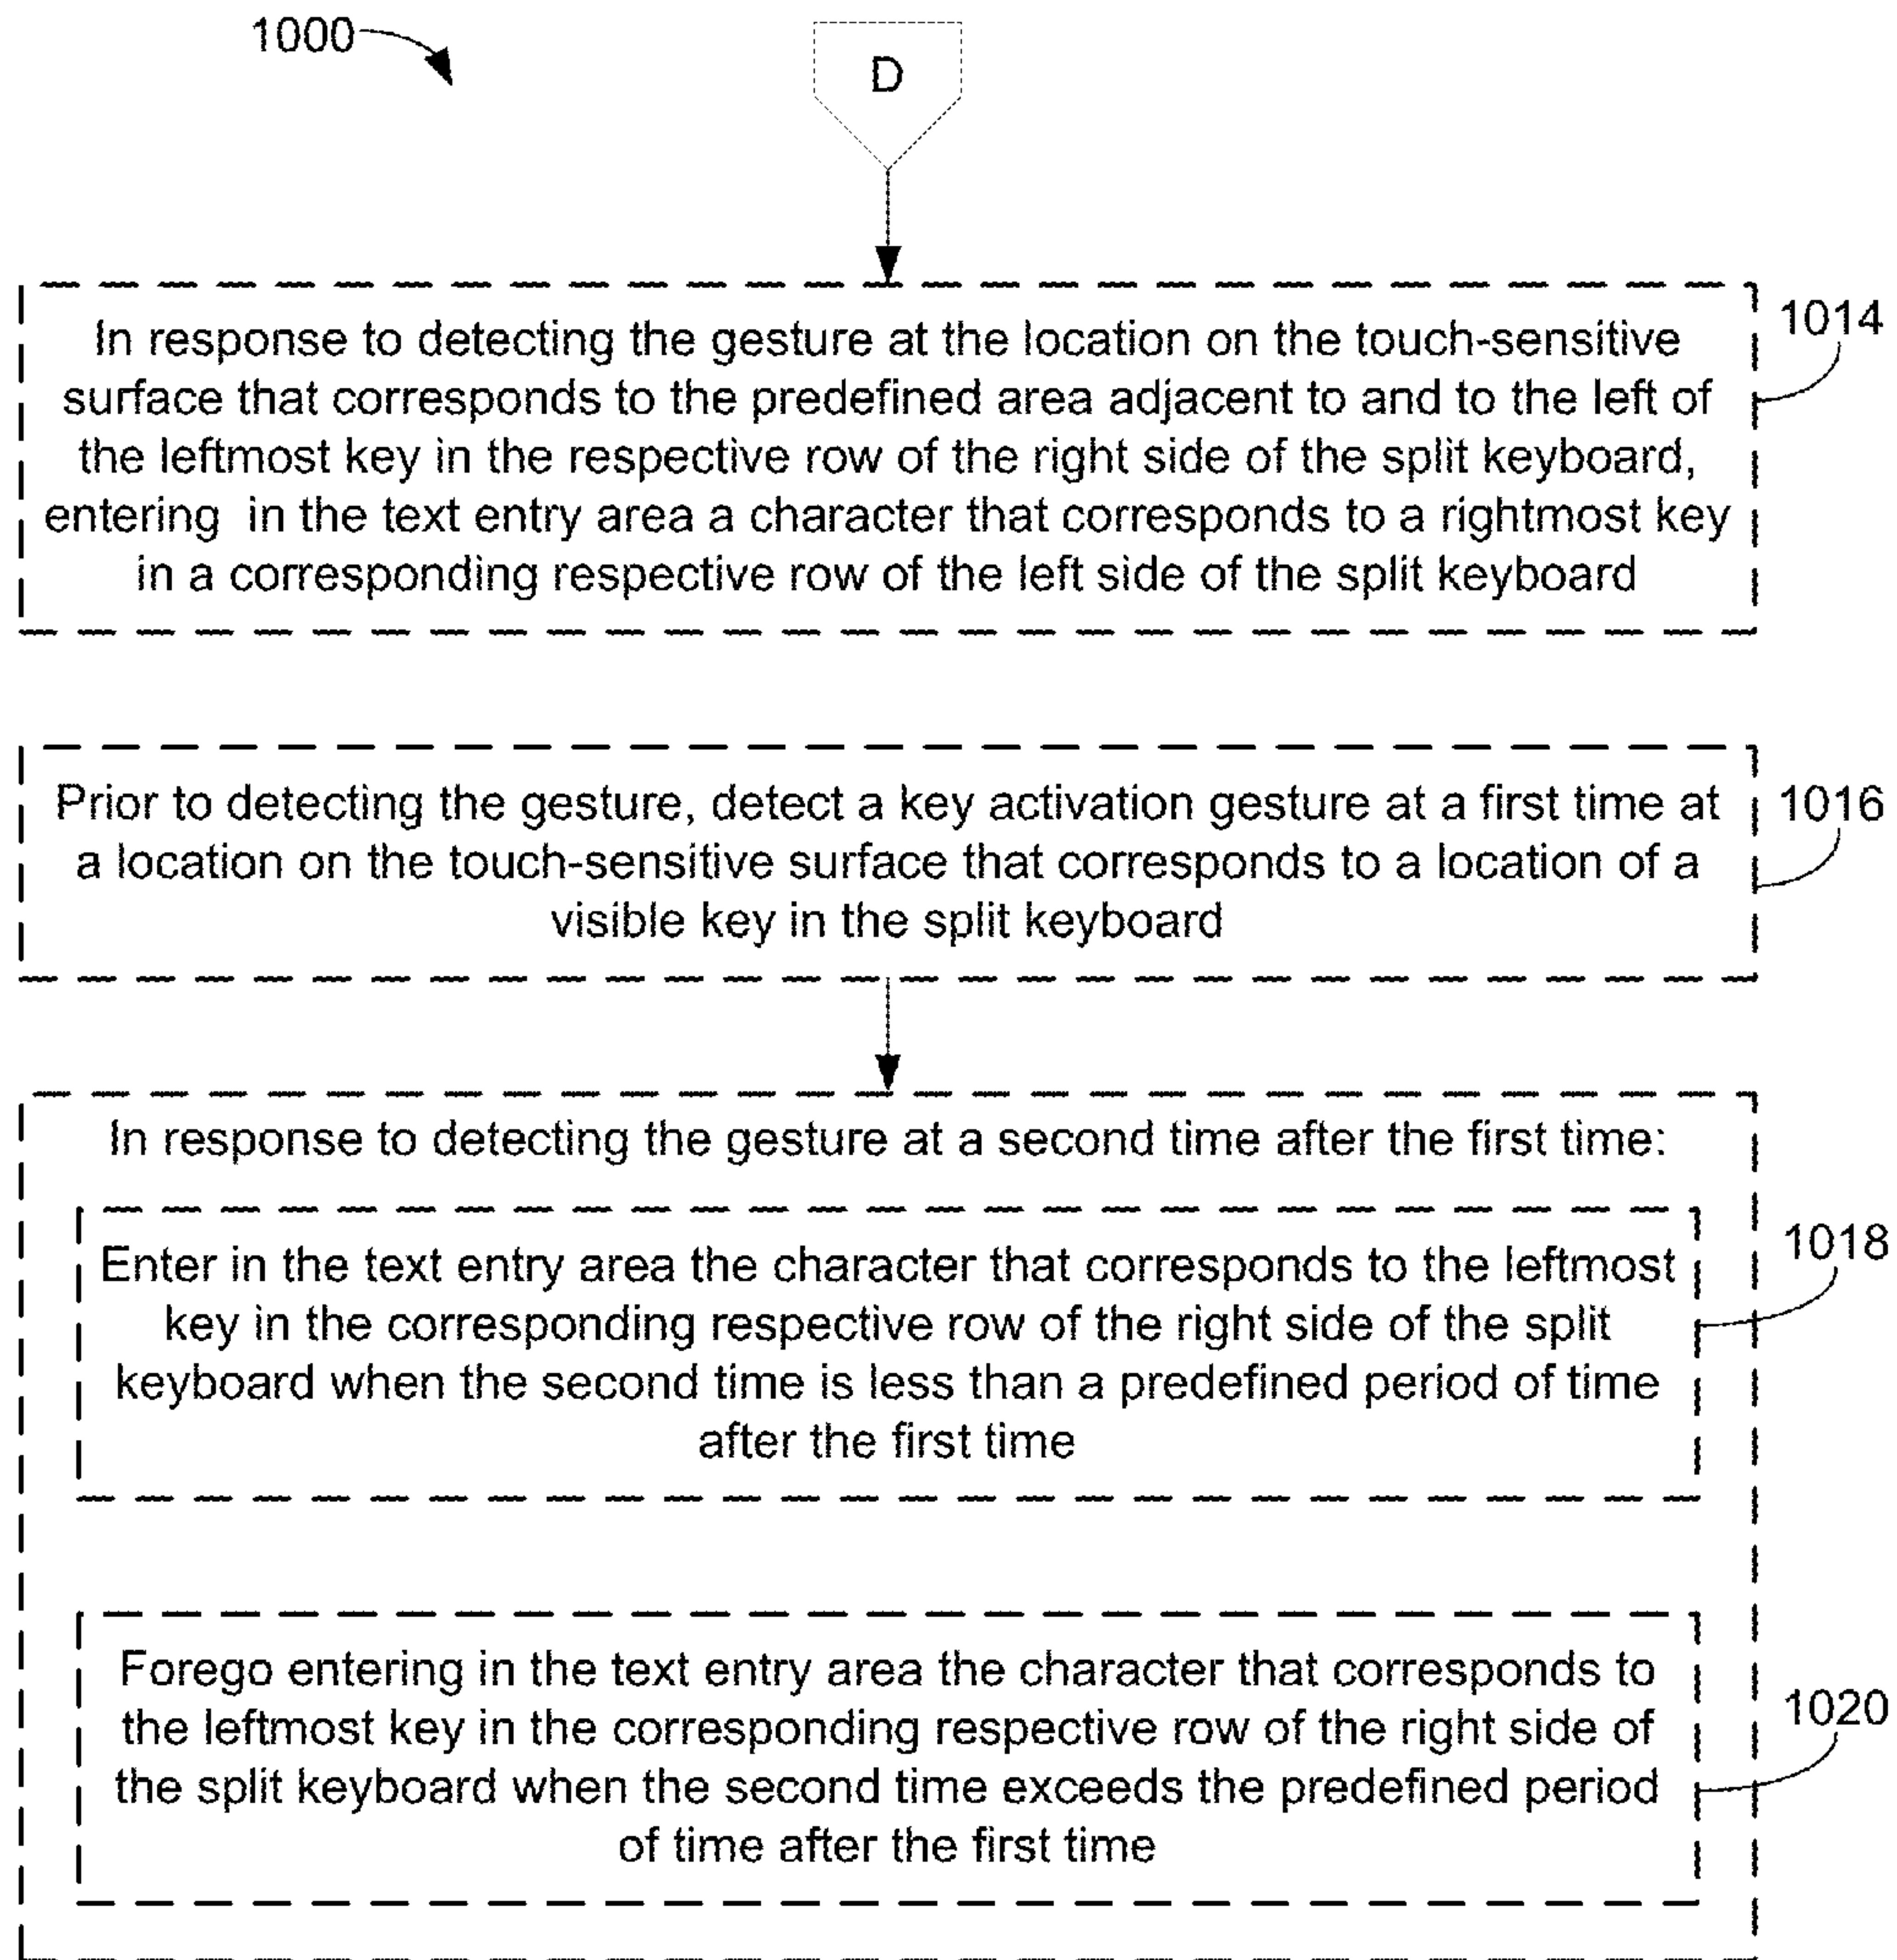 1000
D
In response to detecting the gesture at the location on the touch-sensitive
surface that corresponds to the predefined area adjacent to and to the left of
the leftmost key in the respective row of the right side of the split keyboard,
entering in the text entry area a character that corresponds to a rightmost key
in a corresponding respective row of the left side of the split keyboard
1014
Prior to detecting the gesture, detect a key activation gesture at a first time at
a location on the touch-sensitive surface that corresponds to a location of a
visible key in the split keyboard
1016
In response to detecting the gesture at a second time after the first time:
Enter in the text entry area the character that corresponds to the leftmost
key in the corresponding respective row of the right side of the split
keyboard when the second time is less than a predefined period of time
after the first time
1018
Forego entering in the text entry area the character that corresponds to
the leftmost key in the corresponding respective row of the right side of
the split keyboard when the second time exceeds the predefined period
of time after the first time
1020